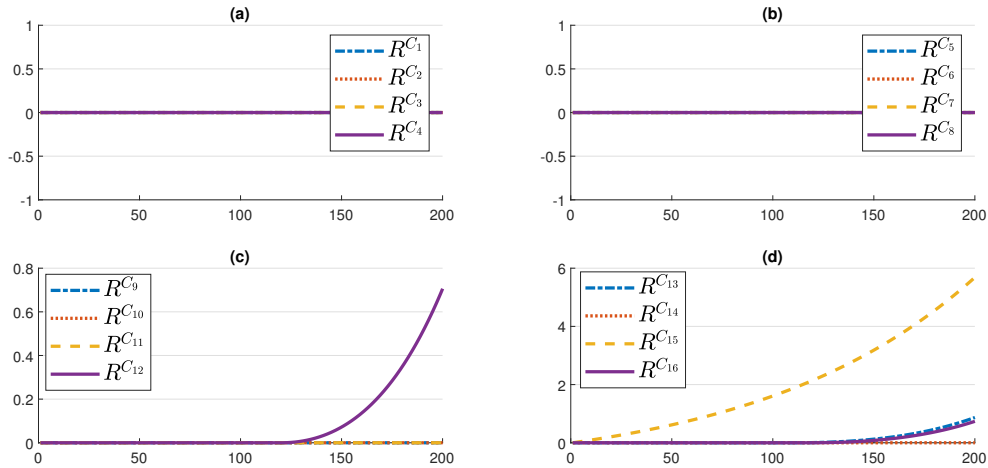 (a)
1
0.5
0
-0.5
-1
0 50 100 150 200
R^{C_1}
R^{C_2}
R^{C_3}
R^{C_4}
(b)
1
0.5
0
-0.5
-1
0 50 100 150 200
R^{C_5}
R^{C_6}
R^{C_7}
R^{C_8}
(c)
0.8
0.6
0.4
0.2
0
0 50 100 150 200
R^{C_9}
R^{C_{10}}
R^{C_{11}}
R^{C_{12}}
(d)
6
4
2
0
0 50 100 150 200
R^{C_{13}}
R^{C_{14}}
R^{C_{15}}
R^{C_{16}}